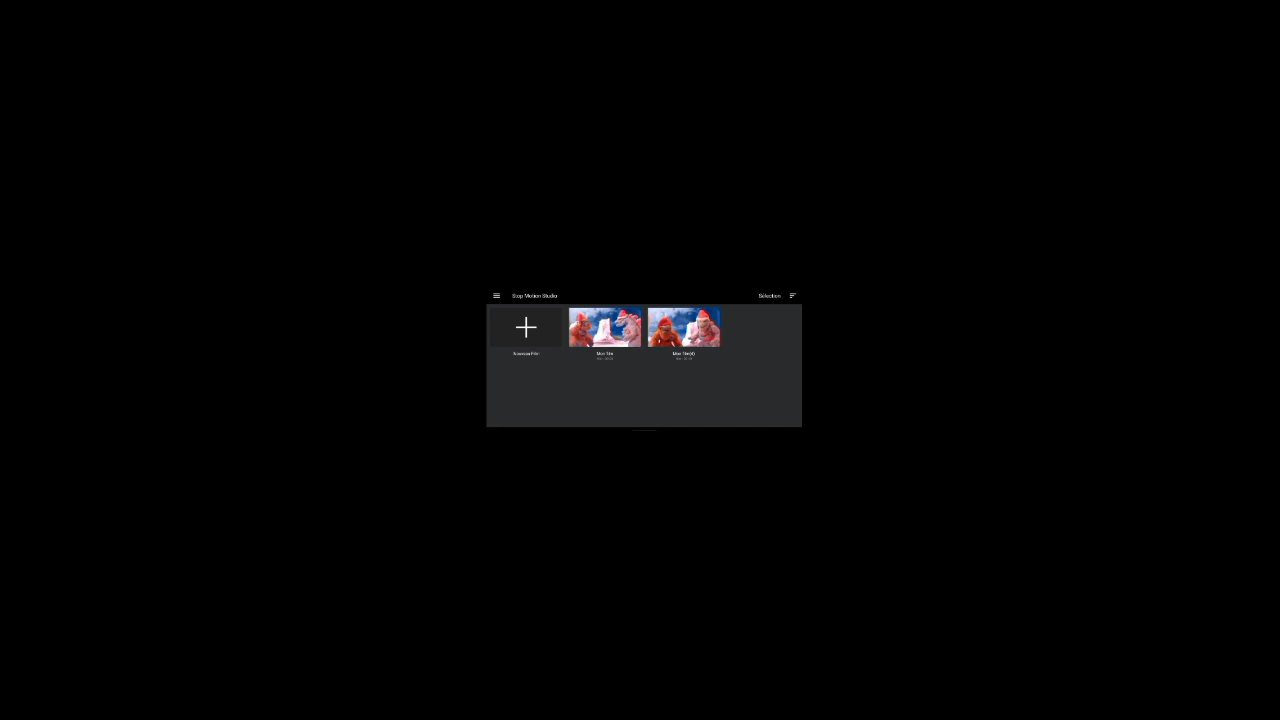 Stop Motion Studio
Sélection
Nouveau Film
Mon film
Mon film(4)